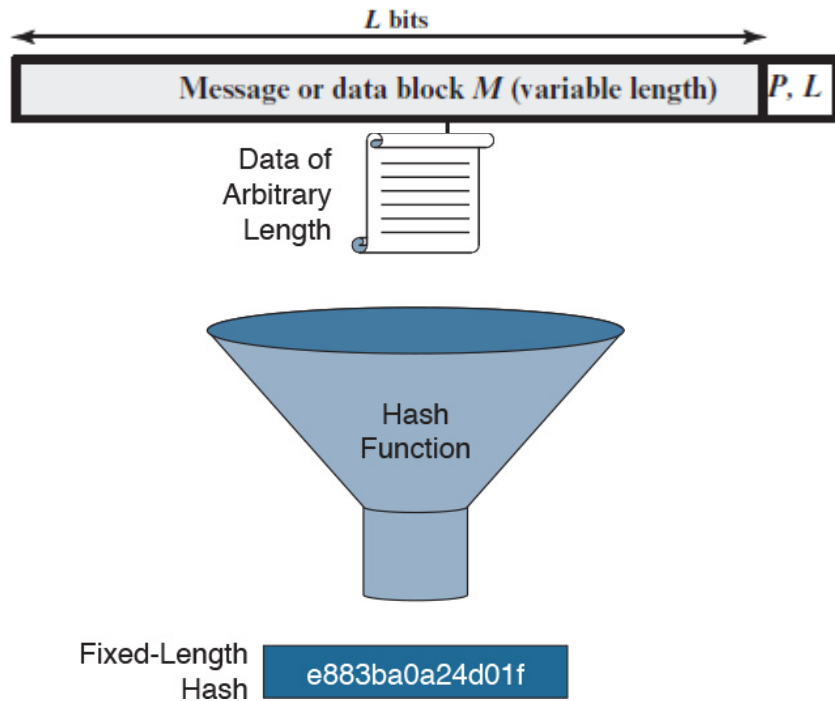 L bits
Message or data block M (variable length) P, L
Data of
Arbitrary
Length
Hash
Function
Fixed-Length
Hash
e883ba0a24d01f